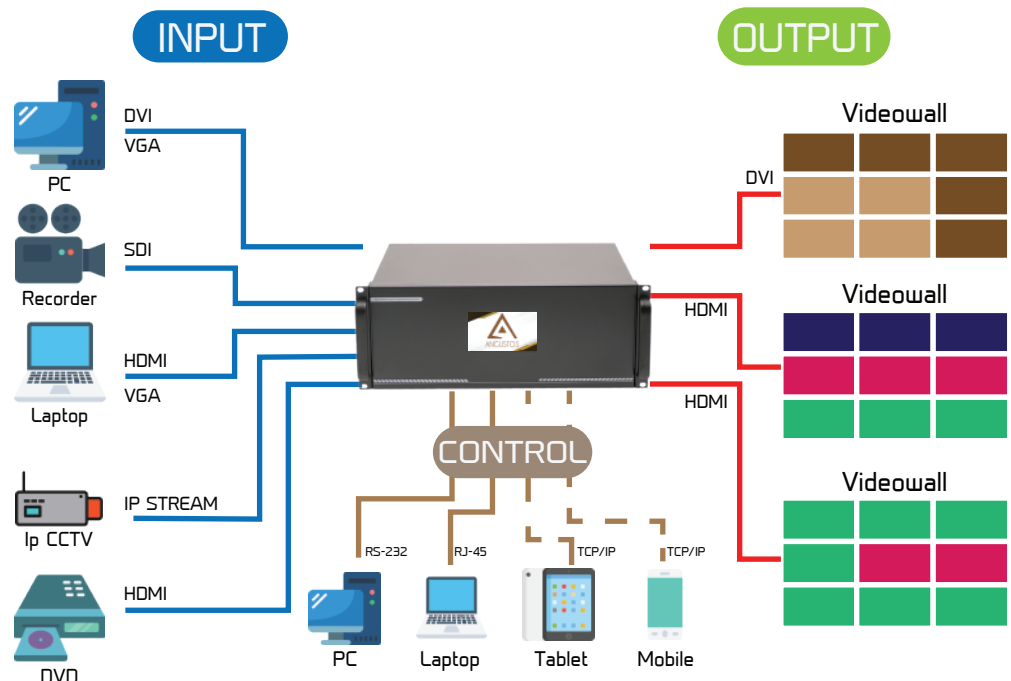 INPUT
OUTPUT
DVI
VGA
PC
SDI
Recorder
HDMI
VGA
Laptop
IP STREAM
Ip CCTV
HDMI
DVD
ANGUSTOS
CONTROL
RS-232
RJ-45
TCP/IP
TCP/IP
PC
Laptop
Tablet
Mobile
Videowall
DVI
Videowall
HDMI
HDMI
Videowall